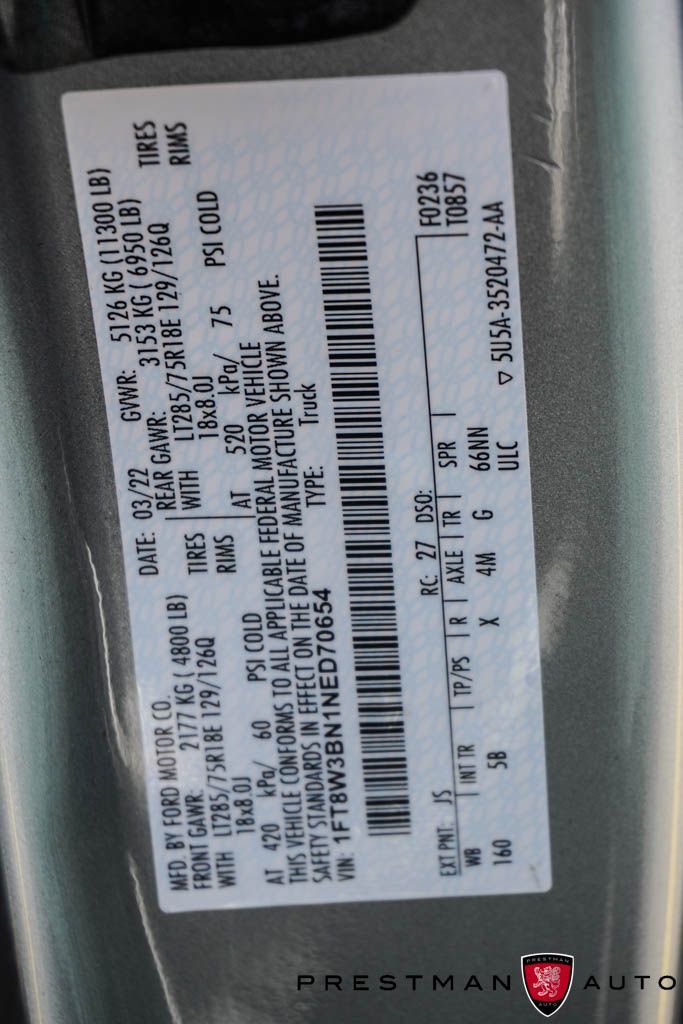 MFD. BY FORD MOTOR CO.
DATE: 03/22
GVWR: 5126 KG (11300 LB)
FRONT GAWR: 2177 KG ( 4800 LB)
WITH LT285/75R18E 129/126Q TIRES
18x8.0J RIMS
AT 420 kPa/ 60 PSI COLD
REAR GAWR: 3153 KG ( 6950 LB)
WITH LT285/75R18E 129/126Q TIRES
18x8.0J RIMS
AT 520 kPa/ 75 PSI COLD
THIS VEHICLE CONFORMS TO ALL APPLICABLE FEDERAL MOTOR VEHICLE
SAFETY STANDARDS IN EFFECT ON THE DATE OF MANUFACTURE SHOWN ABOVE.
VIN: 1FT8W3BN1NED70654
TYPE: Truck
F0236
T0857
EXT PNT: JS RC: 27 DSO:
WB INT TR TP/PS R AXLE TR SPR
160 5B X 4M G 66NN
ULC
▽ 5U5A-3520472-AA
PRESTMAN AUTO
PRESTMAN